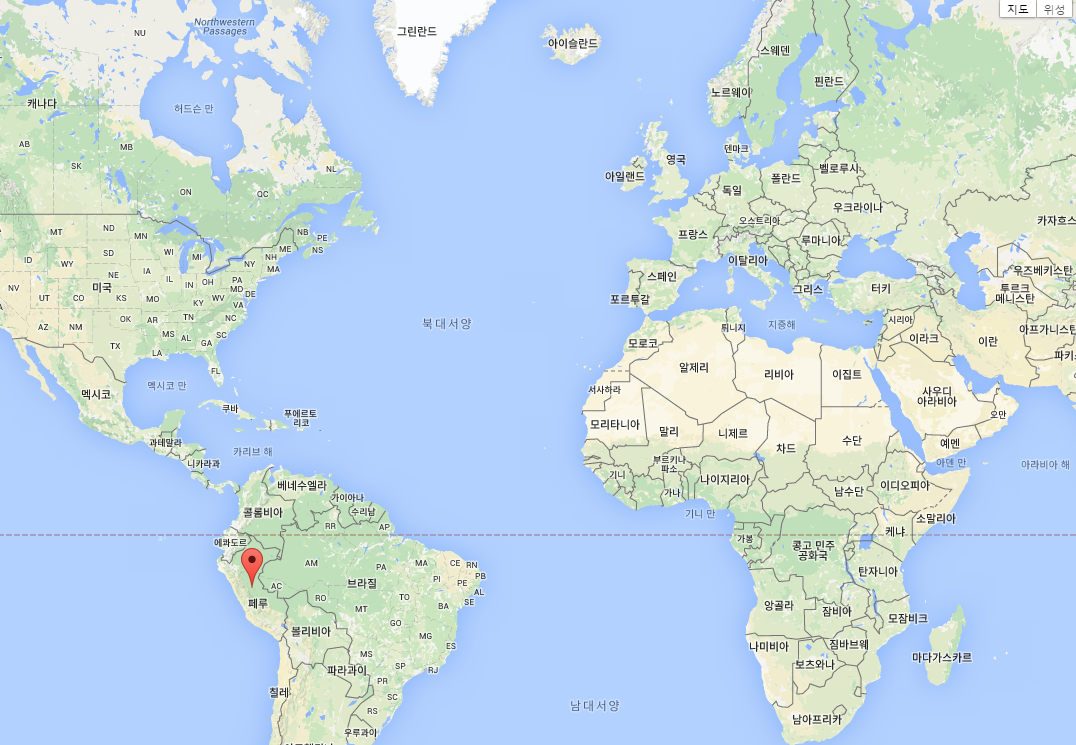 지도
위성
NU
Northwestern
Passages
그린란드
아이슬란드
스웨덴
핀란드
노르웨이
캐나다
허드슨 만
AB
MB
SK
ON
QC
NL
덴마크
영국
아일랜드
벨로루시
폴란드
독일
우크라이나
오스트리아
프랑스
루마니아
카자흐스
MT
ND
MN
NB
PE
NS
ME
SD
WI
MI
NH
NY
MA
ID
WY
이탈리아
스페인
포르투갈
그리스
터키
우즈베키스탄
투르크
메니스탄
NE
IA
IL
IN
OH
PA
MD
DE
NV
UT
CO
미국
KS
MO
KY
WV
VA
OK
AR
TN
NC
AZ
NM
MS
AL
SC
GA
TX
LA
FL
북대서양
튀니지
지중해
시리아
이라크
이란
아프가니스탄
파키스
모로코
알제리
리비아
이집트
사우디
아라비아
오만
멕시코
멕시코 만
쿠바
푸에르토
리코
서사하라
모리타니아
말리
니제르
차드
수단
예멘
과테말라
니카라과
카리브 해
부르키나
파소
기니
가나
나이지리아
남수단
이디오피아
아덴 만
아라비아 해
베네수엘라
가이아나
수리남
콜롬비아
RR
AP
기니 만
소말리아
케냐
에콰도르
가봉
콩고 민주
공화국
탄자니아
AM
PA
MA
CE
RN
PB
PI
AL
SE
AC
RO
브라질
TO
BA
페루
MT
GO
MG
ES
볼리비아
MS
SP
RJ
파라과이
PR
SC
칠레
RS
우루과이
앙골라
잠비아
모잠비크
나미비아
짐바브웨
보츠와나
마다가스카르
남아프리카
남대서양